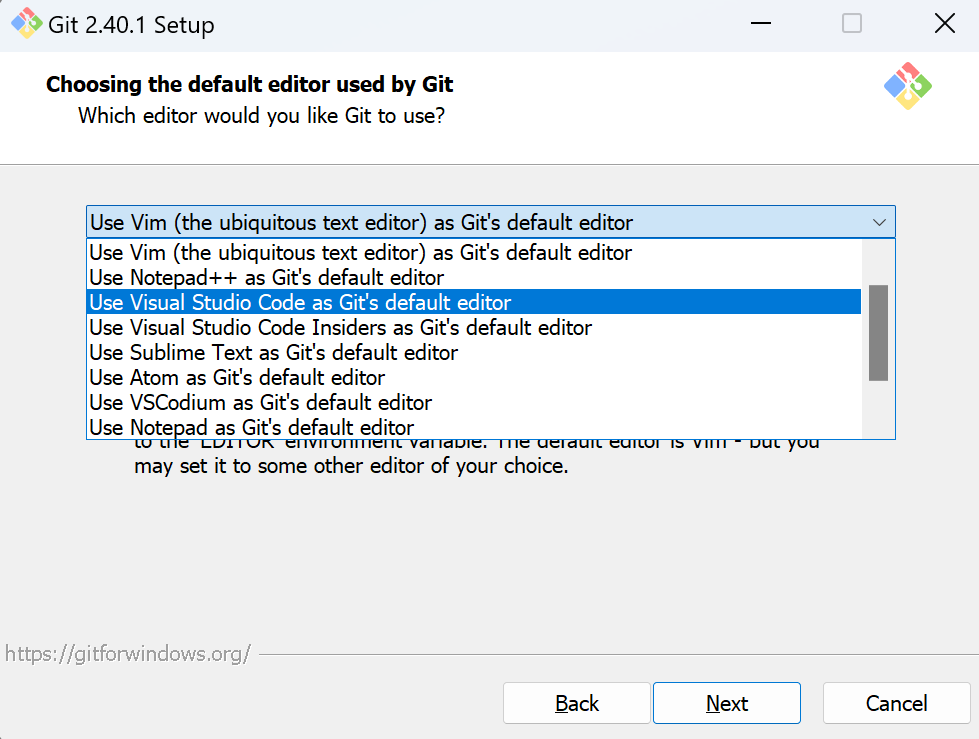 Git 2.40.1 Setup
Choosing the default editor used by Git
Which editor would you like Git to use?
Use Vim (the ubiquitous text editor) as Git's default editor
Use Vim (the ubiquitous text editor) as Git's default editor
Use Notepad++ as Git's default editor
Use Visual Studio Code as Git's default editor
Use Visual Studio Code Insiders as Git's default editor
Use Sublime Text as Git's default editor
Use Atom as Git's default editor
Use VSCodium as Git's default editor
Use Notepad as Git's default editor
to the 'EDITOR' environment variable. The default editor is Vim - but you
may set it to some other editor of your choice.
https://gitforwindows.org/
Back Next Cancel